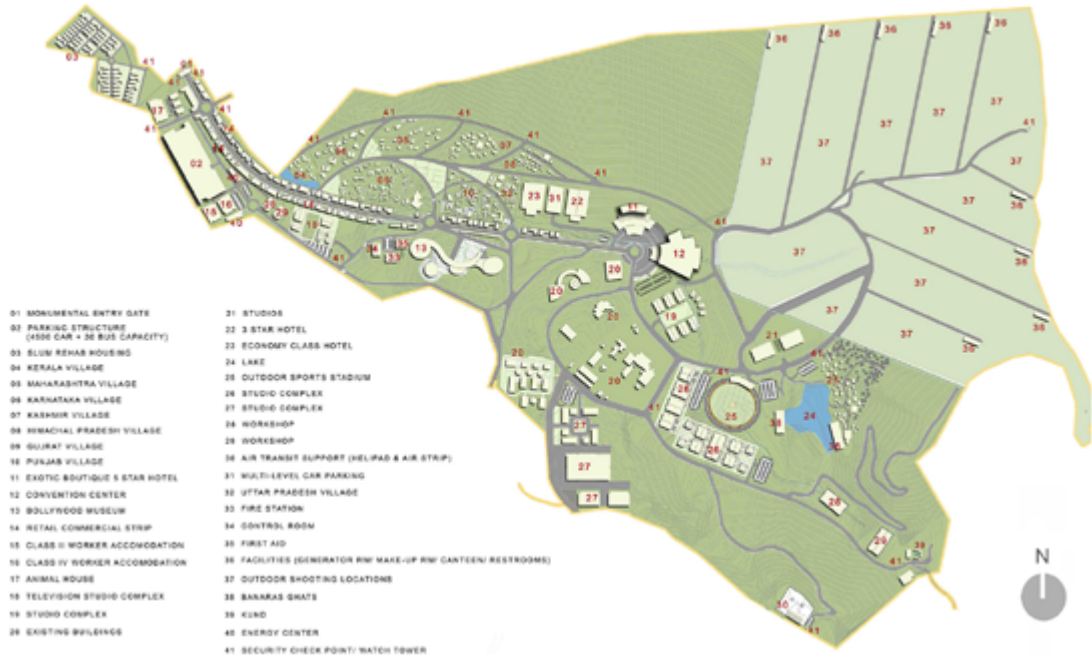 01 MONUMENTAL ENTRY GATE
02 PARKING STRUCTURE
(4500 CAR + 36 BUS CAPACITY)
03 SLUM REHAB HOUSING
04 KERALA VILLAGE
05 MAHARASHTRA VILLAGE
06 KARNATAKA VILLAGE
07 KASHMIR VILLAGE
08 HIMACHAL PRADESH VILLAGE
09 GUJRAT VILLAGE
10 PUNJAB VILLAGE
11 EXOTIC BOUTIQUE 5 STAR HOTEL
12 CONVENTION CENTER
13 BOLLYWOOD MUSEUM
14 RETAIL COMMERCIAL STRIP
15 CLASS III WORKER ACCOMODATION
16 CLASS IV WORKER ACCOMODATION
17 ANIMAL HOUSE
18 TELEVISION STUDIO COMPLEX
19 STUDIO COMPLEX
20 EXISTING BUILDINGS
21 STUDIOS
22 3 STAR HOTEL
23 ECONOMY CLASS HOTEL
24 LAKE
25 OUTDOOR SPORTS STADIUM
26 STUDIO COMPLEX
27 STUDIO COMPLEX
28 WORKSHOP
29 WORKSHOP
30 AIR TRANSIT SUPPORT (HELIPAD & AIR STRIP)
31 MULTI-LEVEL CAR PARKING
32 UTTAR PRADESH VILLAGE
33 FIRE STATION
34 CONTROL ROOM
35 FIRST AID
36 FACILITIES (GENERATOR RM/ MAKE-UP RM/ CANTEEN/ RESTROOMS)
37 OUTDOOR SHOOTING LOCATIONS
38 BANARAS GHATS
39 KUND
40 ENERGY CENTER
41 SECURITY CHECK POINT/ WATCH TOWER
N